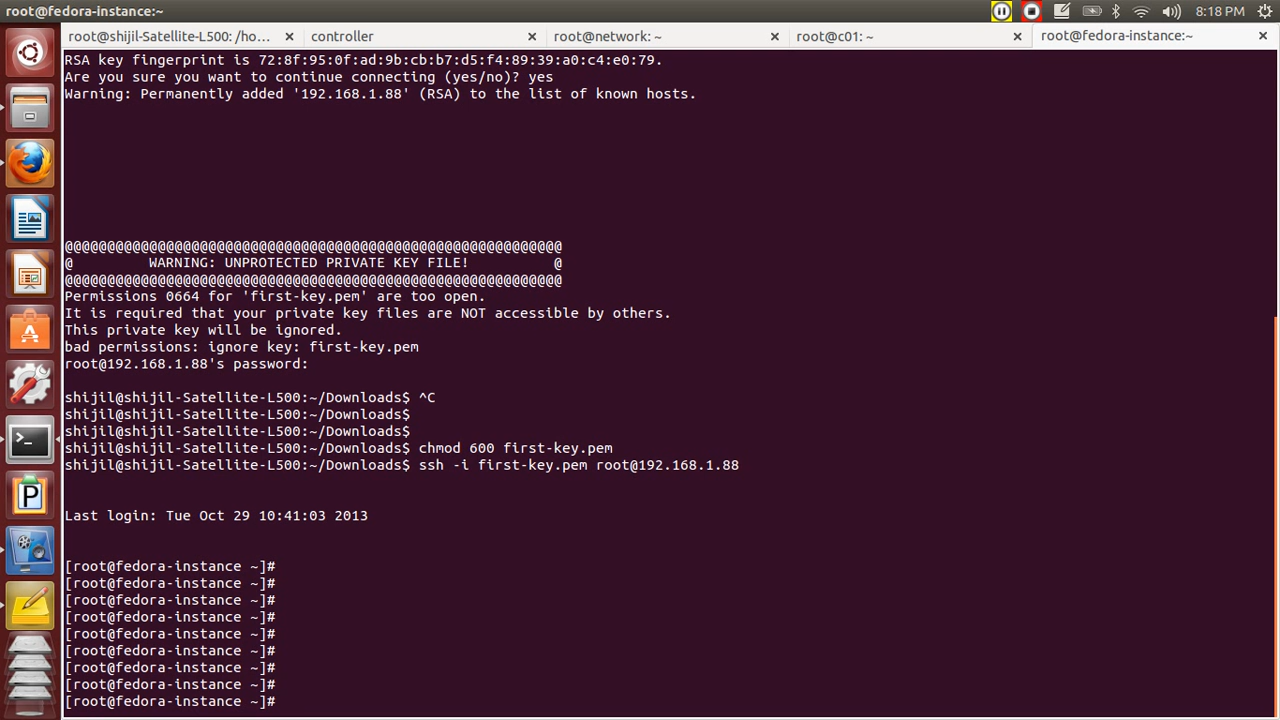 root@fedora-instance:~
8:18 PM
root@shijil-Satellite-L500: /ho...
controller
root@network: ~
root@c01: ~
root@fedora-instance:~
RSA key fingerprint is 72:8f:95:0f:ad:9b:cb:b7:d5:f4:89:39:a0:c4:e0:79.
Are you sure you want to continue connecting (yes/no)? yes
Warning: Permanently added '192.168.1.88' (RSA) to the list of known hosts.
@@@@@@@@@@@@@@@@@@@@@@@@@@@@@@@@@@@@@@@@@@@@@@@@@@@@@@@@@@@
@         WARNING: UNPROTECTED PRIVATE KEY FILE!          @
@@@@@@@@@@@@@@@@@@@@@@@@@@@@@@@@@@@@@@@@@@@@@@@@@@@@@@@@@@@
Permissions 0664 for 'first-key.pem' are too open.
It is required that your private key files are NOT accessible by others.
This private key will be ignored.
bad permissions: ignore key: first-key.pem
root@192.168.1.88's password:
shijil@shijil-Satellite-L500:~/Downloads$ ^C
shijil@shijil-Satellite-L500:~/Downloads$
shijil@shijil-Satellite-L500:~/Downloads$
shijil@shijil-Satellite-L500:~/Downloads$ chmod 600 first-key.pem
shijil@shijil-Satellite-L500:~/Downloads$ ssh -i first-key.pem root@192.168.1.88
Last login: Tue Oct 29 10:41:03 2013
[root@fedora-instance ~]#
[root@fedora-instance ~]#
[root@fedora-instance ~]#
[root@fedora-instance ~]#
[root@fedora-instance ~]#
[root@fedora-instance ~]#
[root@fedora-instance ~]#
[root@fedora-instance ~]#
[root@fedora-instance ~]#